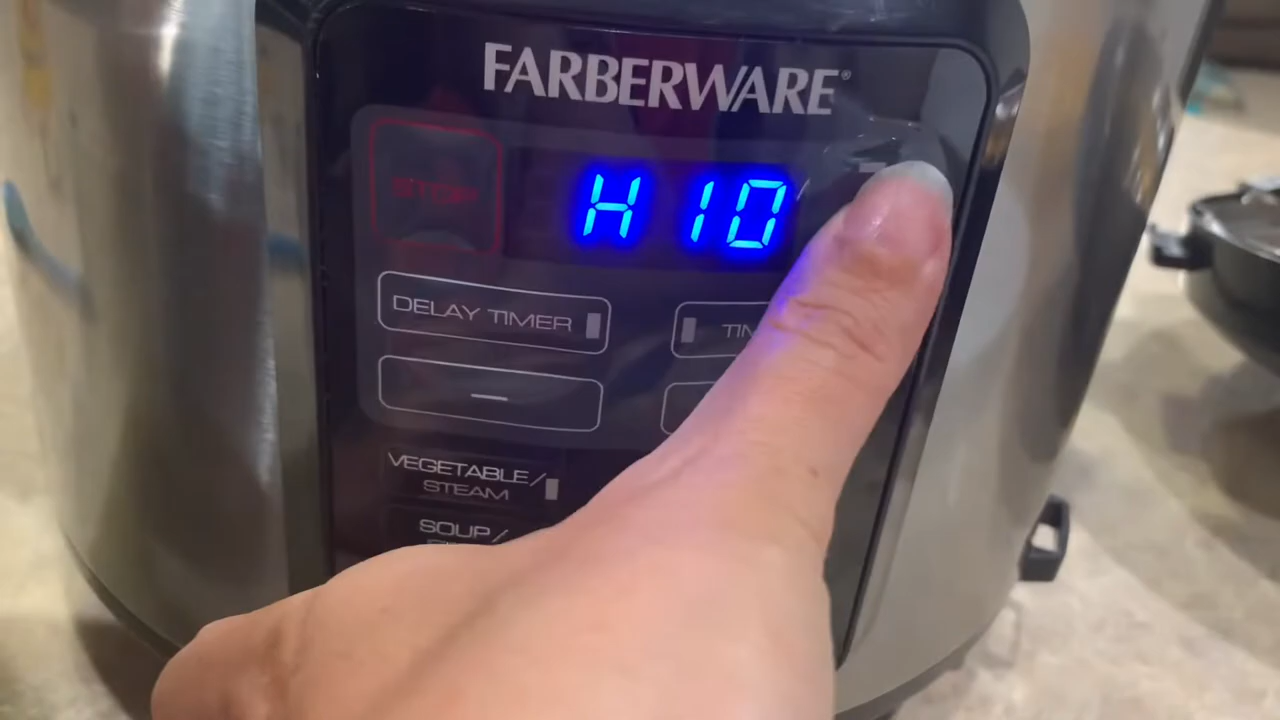 FARBERWARE®
STOP
H 10
DELAY TIMER
—
VEGETABLE/
STEAM
SOUP/